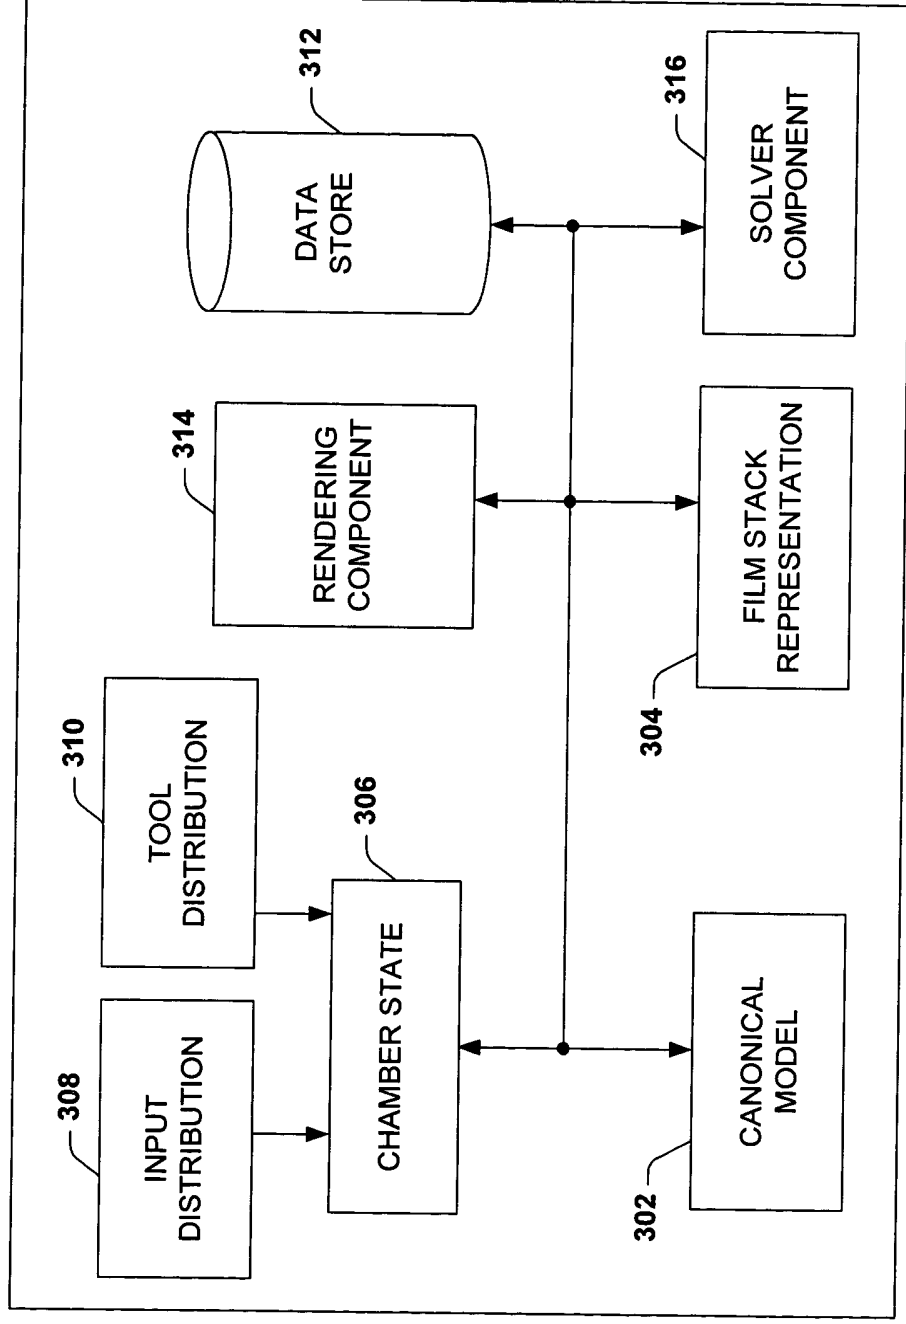 308
INPUT
DISTRIBUTION
310
TOOL
DISTRIBUTION
306
CHAMBER STATE
314
RENDERING
COMPONENT
312
DATA
STORE
302
CANONICAL
MODEL
304
FILM STACK
REPRESENTATION
316
SOLVER
COMPONENT